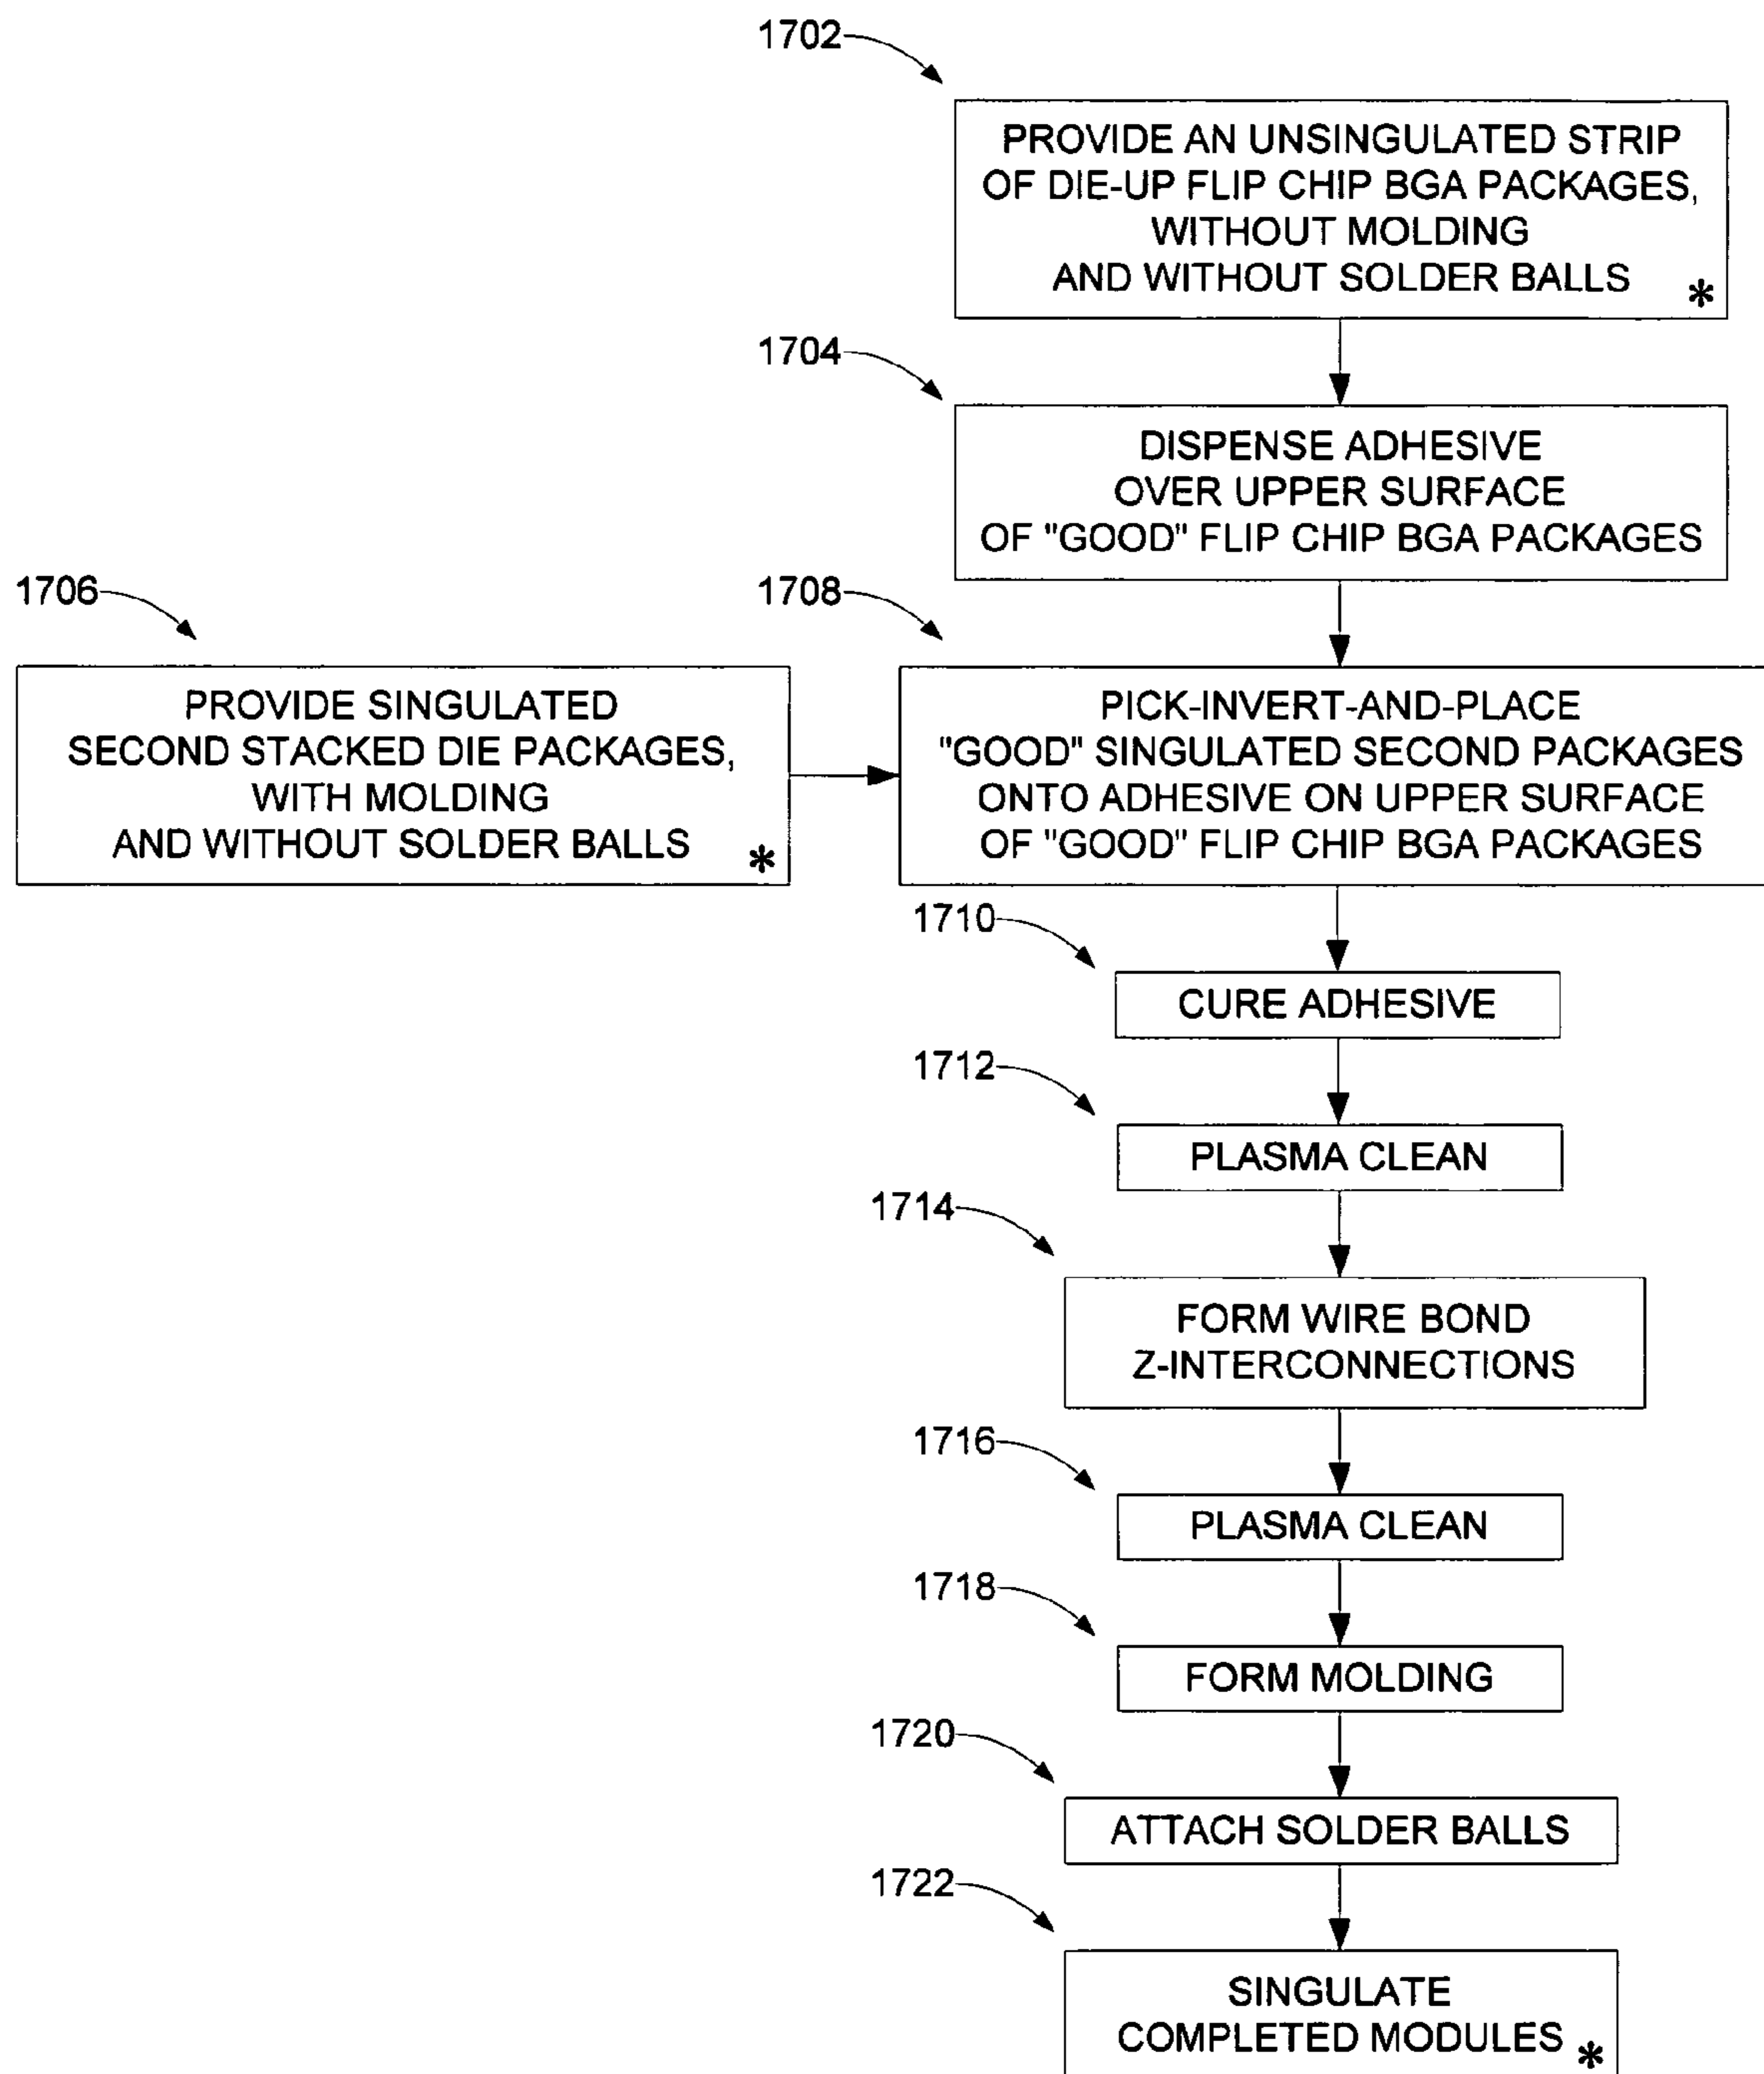 1702
PROVIDE AN UNSINGULATED STRIP
OF DIE-UP FLIP CHIP BGA PACKAGES,
WITHOUT MOLDING
AND WITHOUT SOLDER BALLS *
1704
DISPENSE ADHESIVE
OVER UPPER SURFACE
OF "GOOD" FLIP CHIP BGA PACKAGES
1706
PROVIDE SINGULATED
SECOND STACKED DIE PACKAGES,
WITH MOLDING
AND WITHOUT SOLDER BALLS *
1708
PICK-INVERT-AND-PLACE
"GOOD" SINGULATED SECOND PACKAGES
ONTO ADHESIVE ON UPPER SURFACE
OF "GOOD" FLIP CHIP BGA PACKAGES
1710
CURE ADHESIVE
1712
PLASMA CLEAN
1714
FORM WIRE BOND
Z-INTERCONNECTIONS
1716
PLASMA CLEAN
1718
FORM MOLDING
1720
ATTACH SOLDER BALLS
1722
SINGULATE
COMPLETED MODULES *